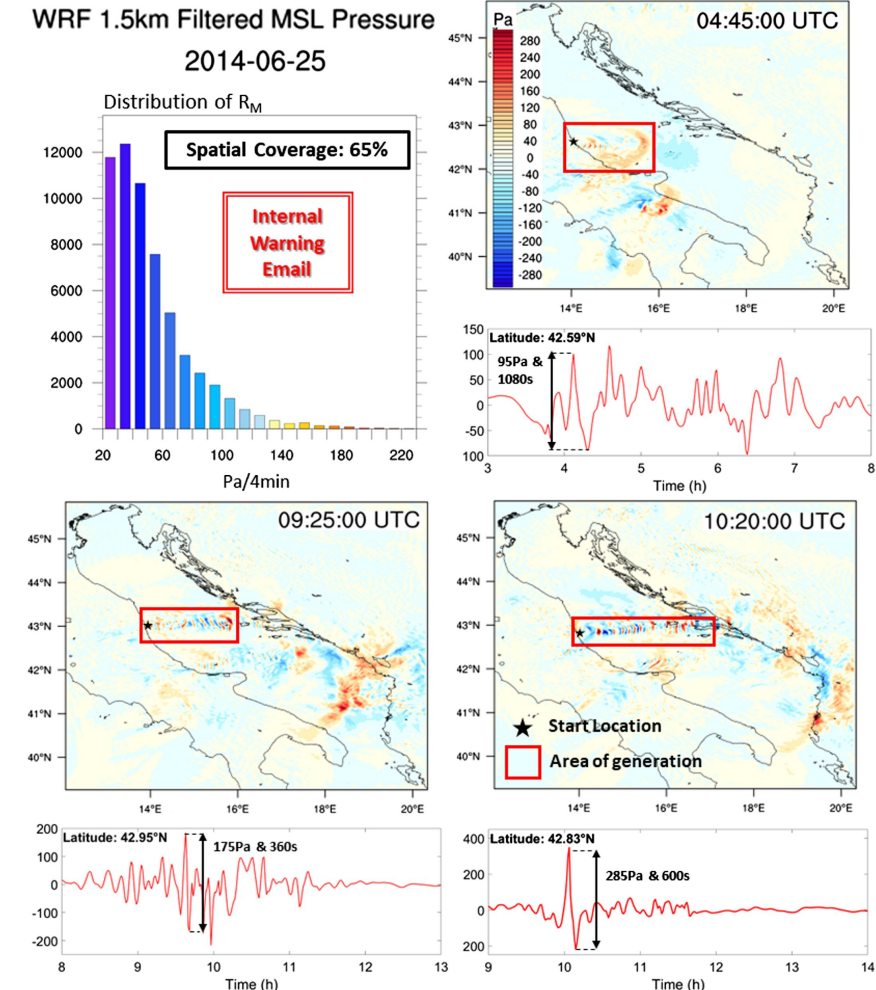 WRF 1.5km Filtered MSL Pressure
2014-06-25
Distribution of RM
Spatial Coverage: 65%
Internal
Warning
Email
12000
10000
8000
6000
4000
2000
0
20 60 100 140 180 220
Pa/4min
04:45:00 UTC
Pa
280
240
200
160
120
80
40
0
-40
-80
-120
-160
-200
-240
-280
45°N
44°N
43°N
42°N
41°N
40°N
14°E 16°E 18°E 20°E
Latitude: 42.59°N
95Pa &
1080s
150
100
50
0
-50
100
3 4 5 6 7 8
Time (h)
09:25:00 UTC
45°N
44°N
43°N
42°N
41°N
40°N
14°E 16°E 18°E 20°E
Latitude: 42.95°N
175Pa & 360s
200
100
0
-100
-200
8 9 10 11 12 13
Time (h)
10:20:00 UTC
45°N
44°N
43°N
42°N
41°N
40°N
Start Location
Area of generation
14°E 16°E 18°E 20°E
Latitude: 42.83°N
285Pa & 600s
400
200
0
200
9 10 11 12 13 14
Time (h)